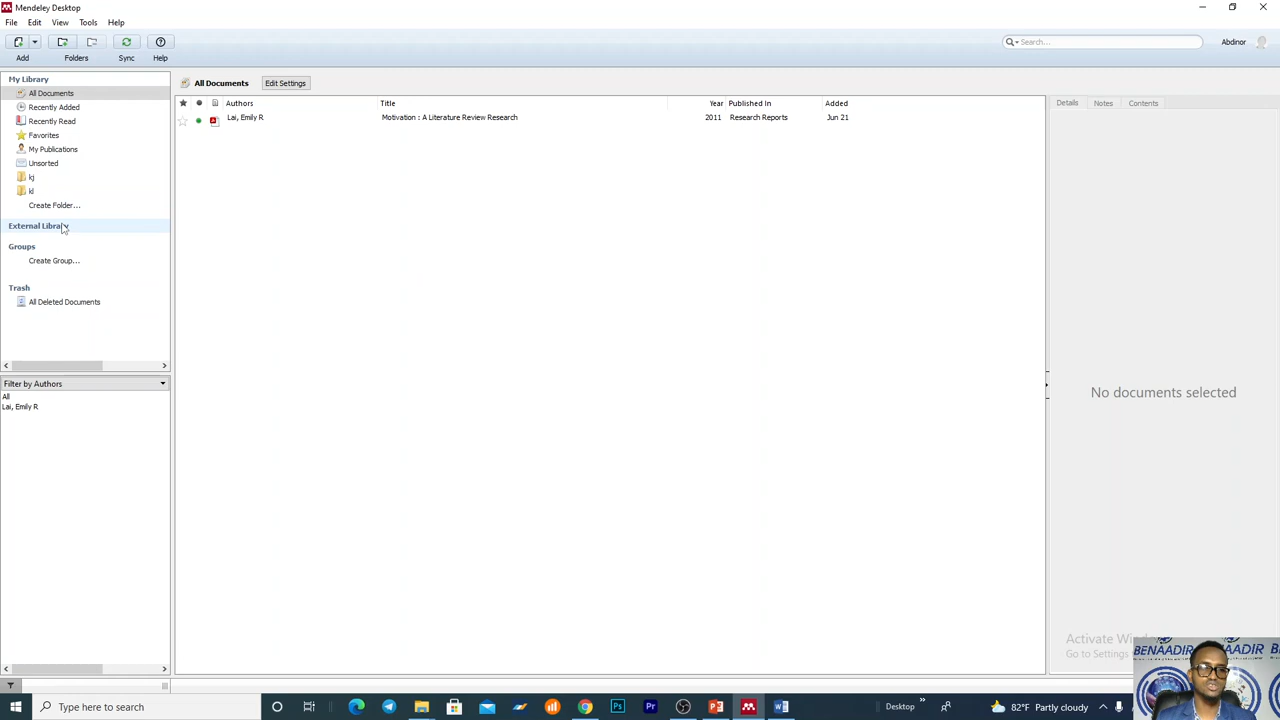 Mendeley Desktop
File Edit View Tools Help
Add Folders Sync Help
Search...
Abdinor
My Library
All Documents
Recently Added
Recently Read
Favorites
My Publications
Unsorted
kj
kl
Create Folder...
External Library
Groups
Create Group...
Trash
All Deleted Documents
Filter by Authors
All
Lai, Emily R
All Documents Edit Settings
Authors Title Year Published In Added
Lai, Emily R Motivation : A Literature Review Research 2011 Research Reports Jun 21
Details Notes Contents
No documents selected
Activate
Go to Settings
BENAADIR
Type here to search
Desktop
82°F Partly cloudy